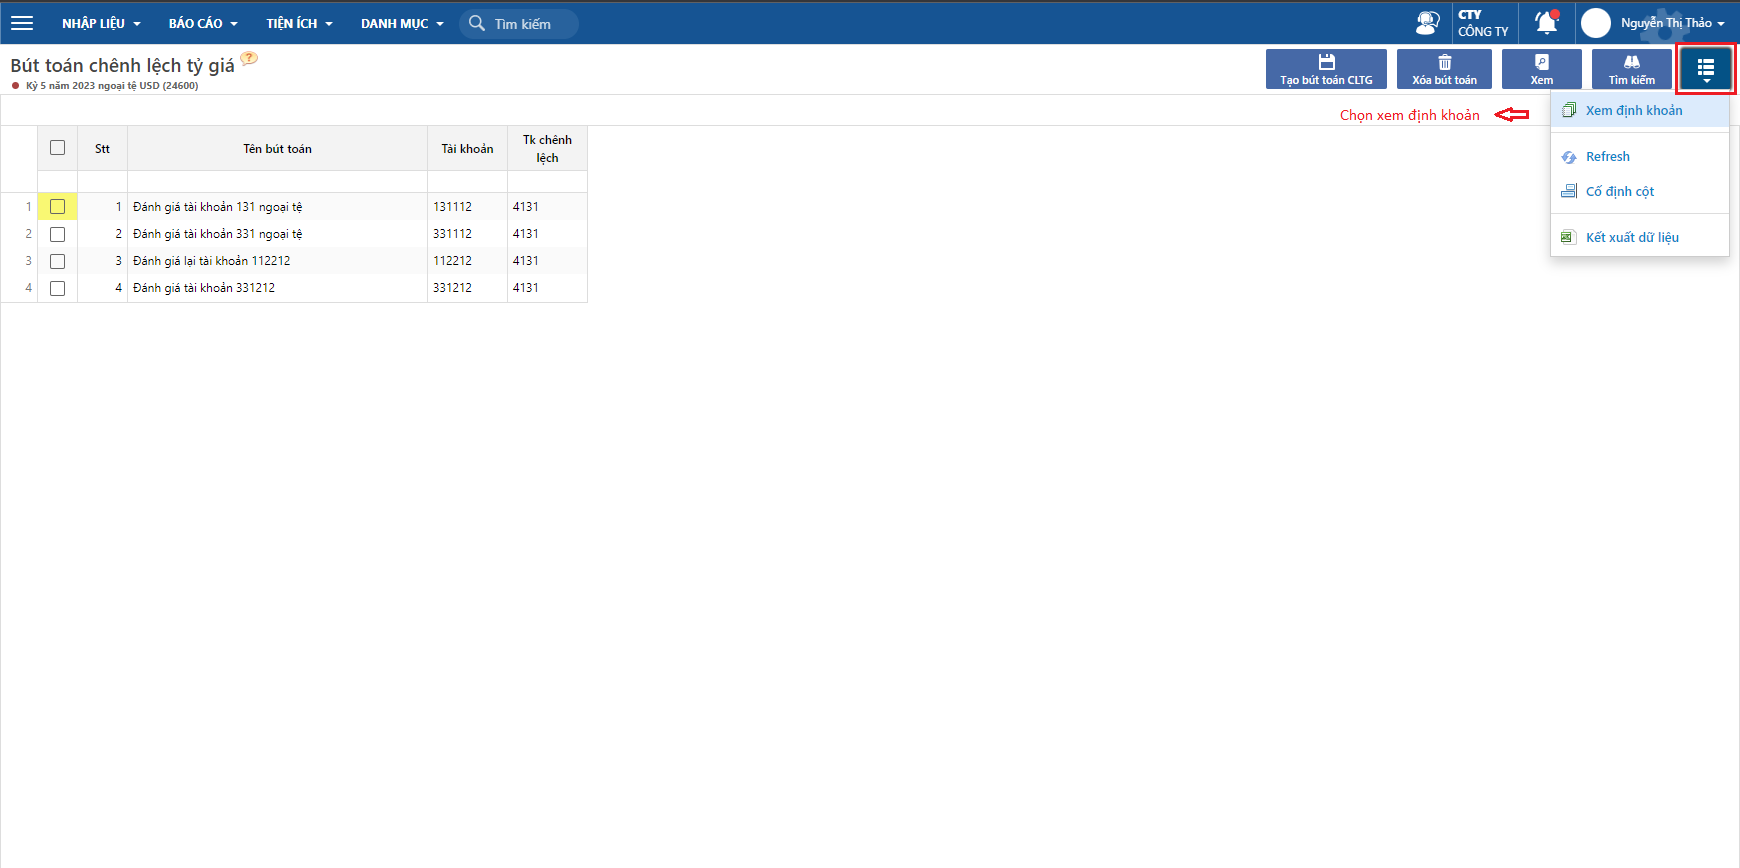 NHẬP LIỆU BÁO CÁO TIỆN ÍCH DANH MỤC Tìm kiếm CTY Nguyễn Thị Thảo
CÔNG TY
Bút toán chênh lệch tỷ giá ?
Kỳ 5 năm 2023 ngoại tệ USD (24600)
Tạo bút toán CLTG Xóa bút toán Xem Tìm kiếm
Chọn xem định khoản
Xem định khoản
Refresh
Cố định cột
Kết xuất dữ liệu
Stt Tên bút toán Tài khoản Tk chênh lệch
1 1 Đánh giá tài khoản 131 ngoại tệ 131112 4131
2 2 Đánh giá tài khoản 331 ngoại tệ 331112 4131
3 3 Đánh giá lại tài khoản 112212 112212 4131
4 4 Đánh giá tài khoản 331212 331212 4131